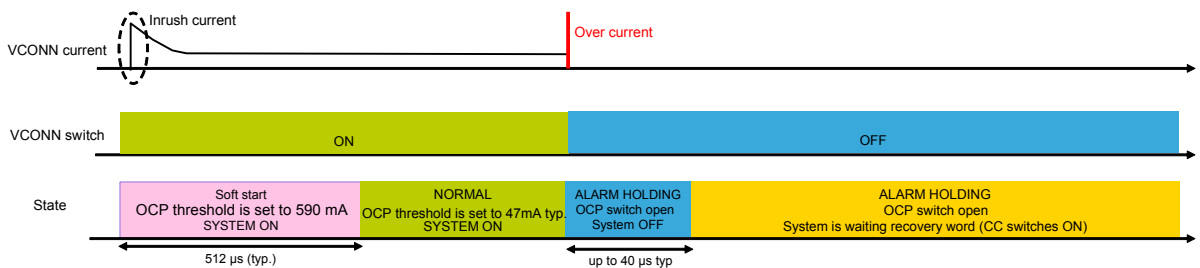 Inrush current
Over current
VCONN current
VCONN switch
ON
OFF
State
Soft start
OCP threshold is set to 590 mA
SYSTEM ON
NORMAL
OCP threshold is set to 47mA typ.
SYSTEM ON
ALARM HOLDING
OCP switch open
System OFF
ALARM HOLDING
OCP switch open
System is waiting recovery word (CC switches ON)
512 µs (typ.)
up to 40 µs typ